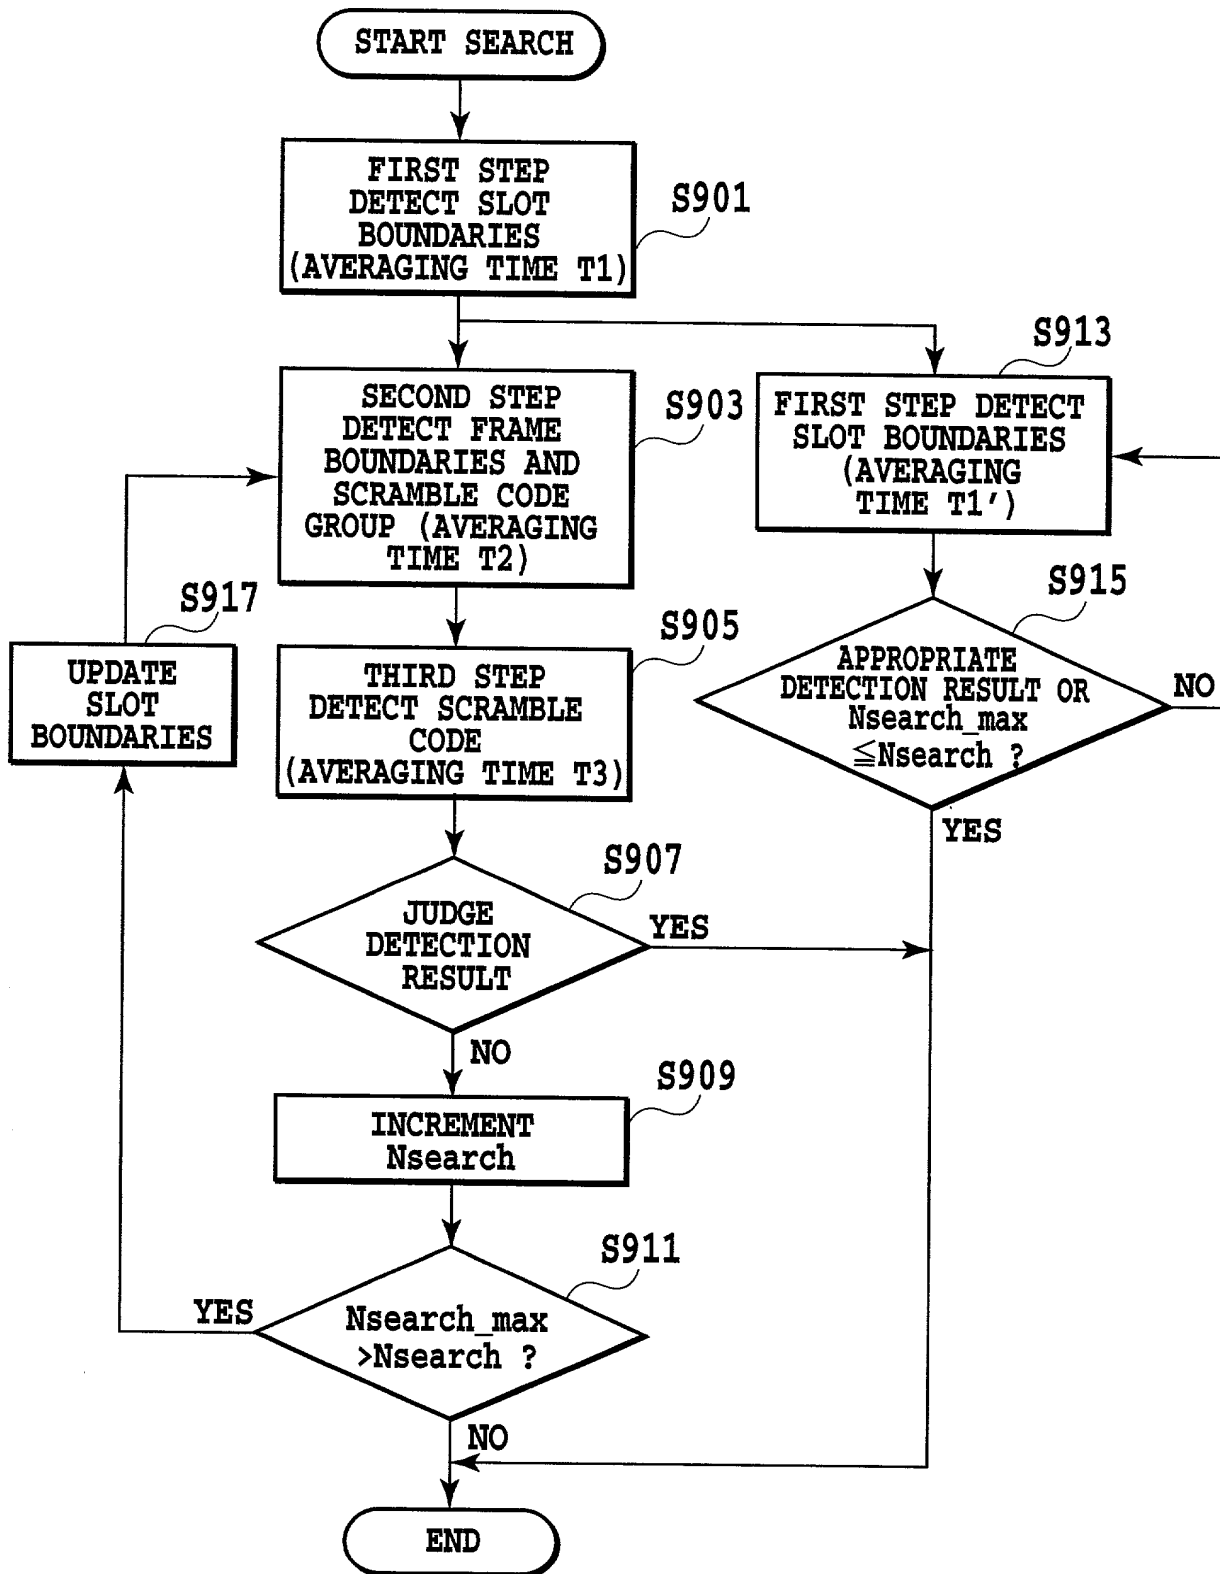 START SEARCH
FIRST STEP
DETECT SLOT
BOUNDARIES
(AVERAGING TIME T1)
S901
SECOND STEP
DETECT FRAME
BOUNDARIES AND
SCRAMBLE CODE
GROUP (AVERAGING
TIME T2)
S903
S913
FIRST STEP DETECT
SLOT BOUNDARIES
(AVERAGING
TIME T1')
S917
UPDATE
SLOT
BOUNDARIES
S905
THIRD STEP
DETECT SCRAMBLE
CODE
(AVERAGING TIME T3)
S915
APPROPRIATE
DETECTION RESULT OR
Nsearch_max
≦Nsearch ?
NO
YES
S907
JUDGE
DETECTION
RESULT
YES
NO
S909
INCREMENT
Nsearch
S911
YES
Nsearch_max
>Nsearch ?
NO
END